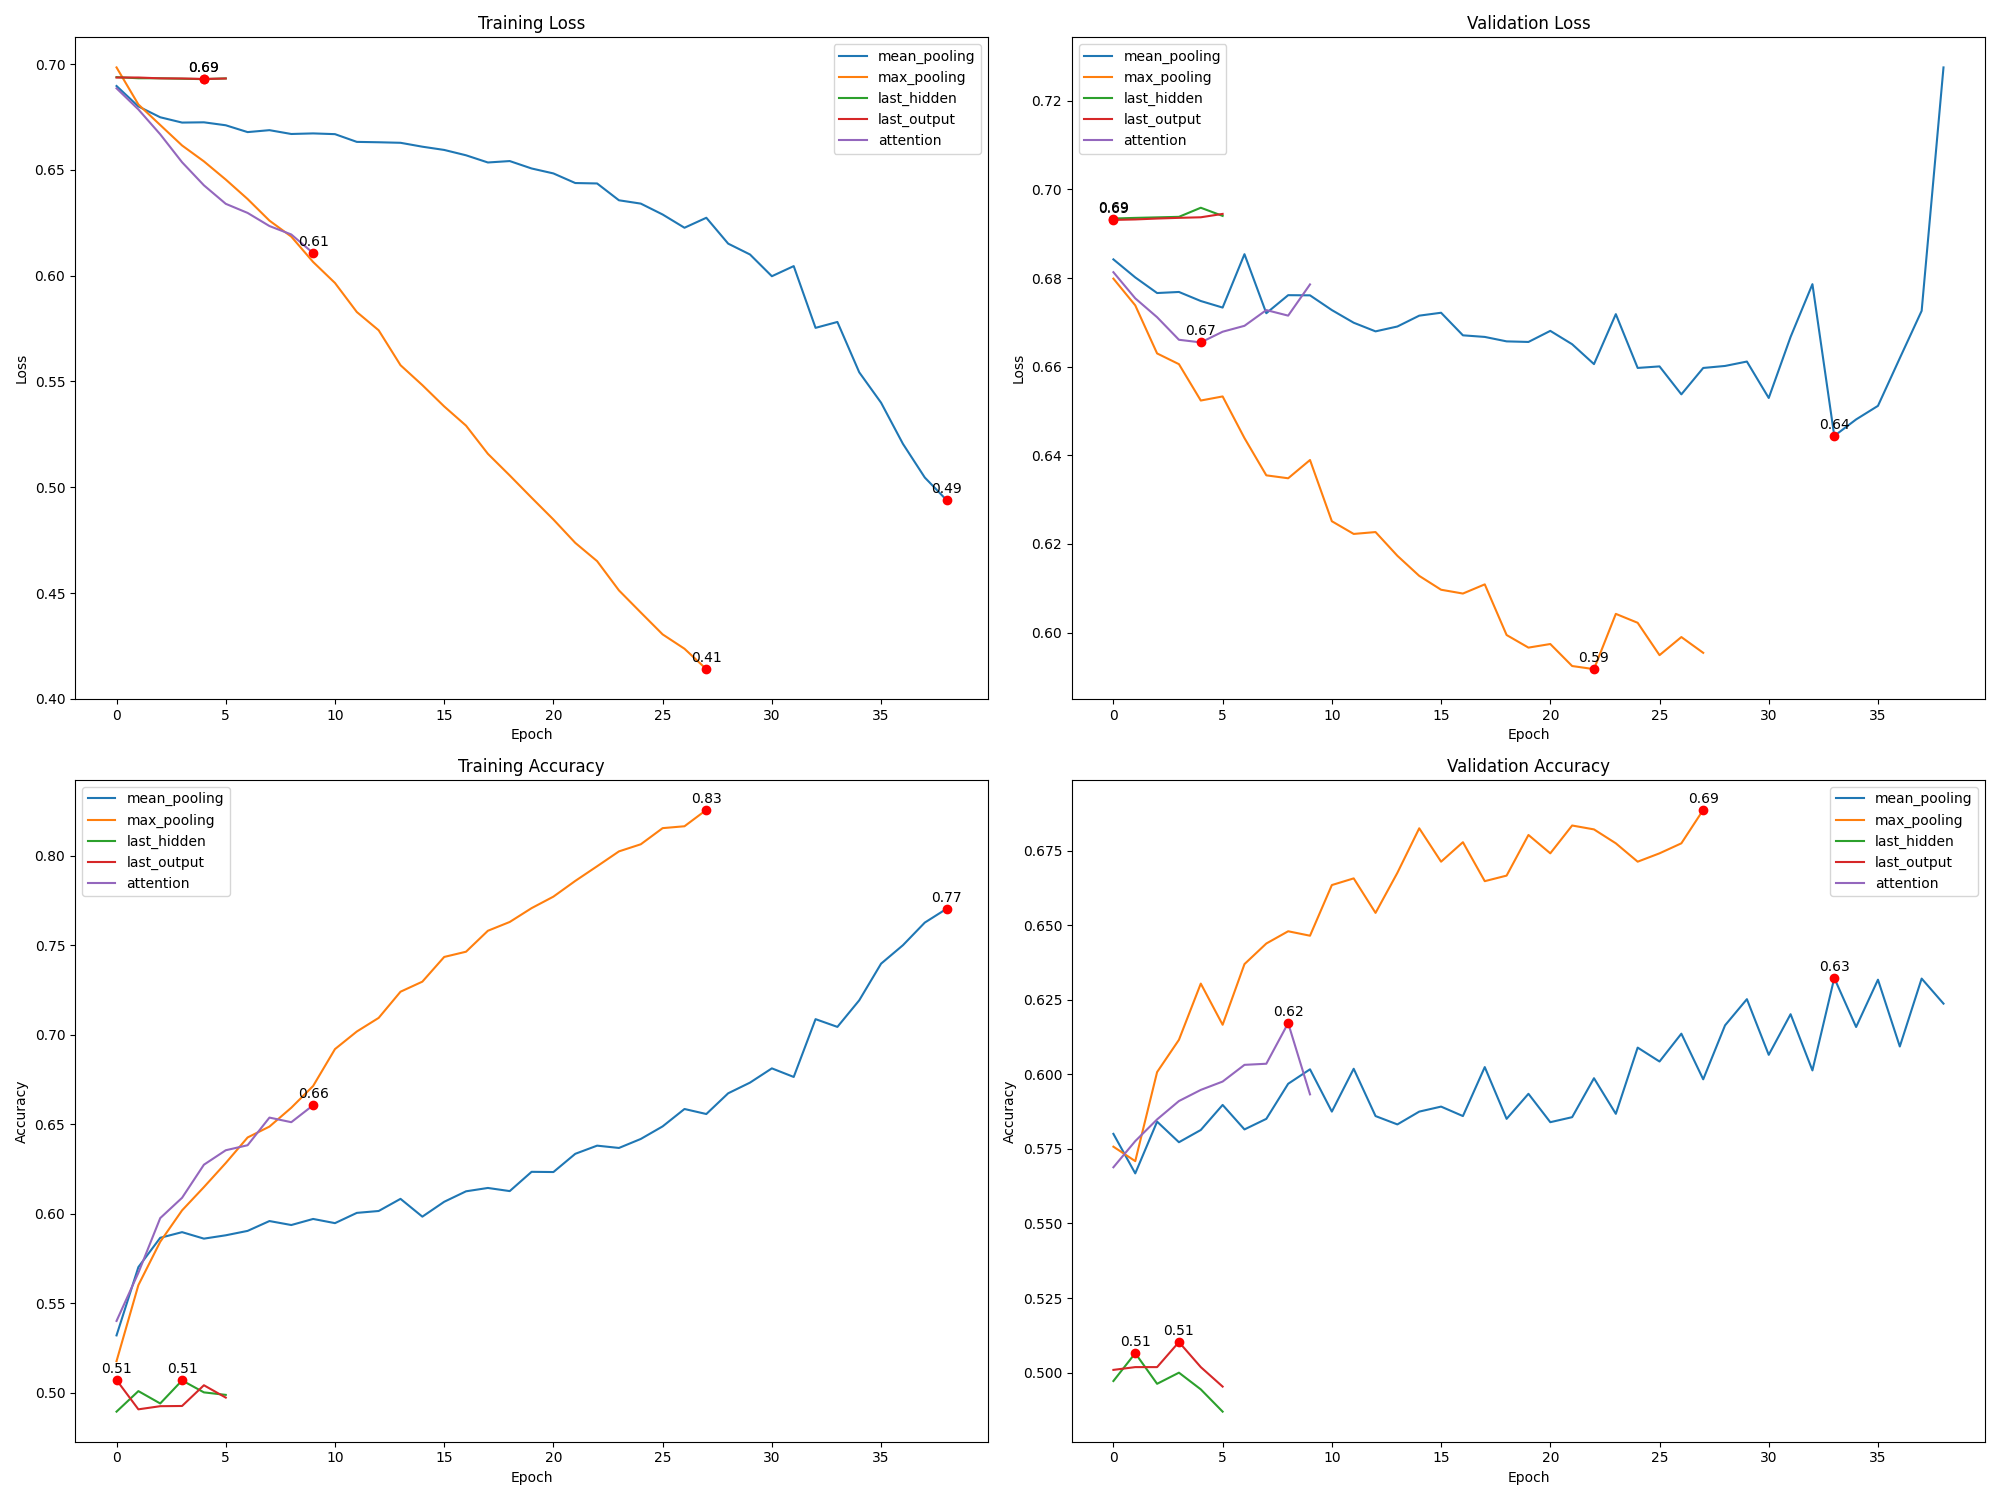 Training Loss
0.70
0.65
0.60
0.55
0.50
0.45
0.40
Loss
0.69
0.61
0.41
0.49
mean_pooling
max_pooling
last_hidden
last_output
attention
0 5 10 15 20 25 30 35
Epoch
Validation Loss
0.72
0.70
0.68
0.66
0.64
0.62
0.60
Loss
mean_pooling
max_pooling
last_hidden
last_output
attention
0.69
0.67
0.64
0.59
0 5 10 15 20 25 30 35
Epoch
Training Accuracy
0.80
0.75
0.70
0.65
0.60
0.55
0.50
Accuracy
mean_pooling
max_pooling
last_hidden
last_output
attention
0.83
0.77
0.66
0.51
0.51
0 5 10 15 20 25 30 35
Epoch
Validation Accuracy
0.675
0.650
0.625
0.600
0.575
0.550
0.525
0.500
Accuracy
0.69
0.63
0.62
0.51
0.51
mean_pooling
max_pooling
last_hidden
last_output
attention
0 5 10 15 20 25 30 35
Epoch